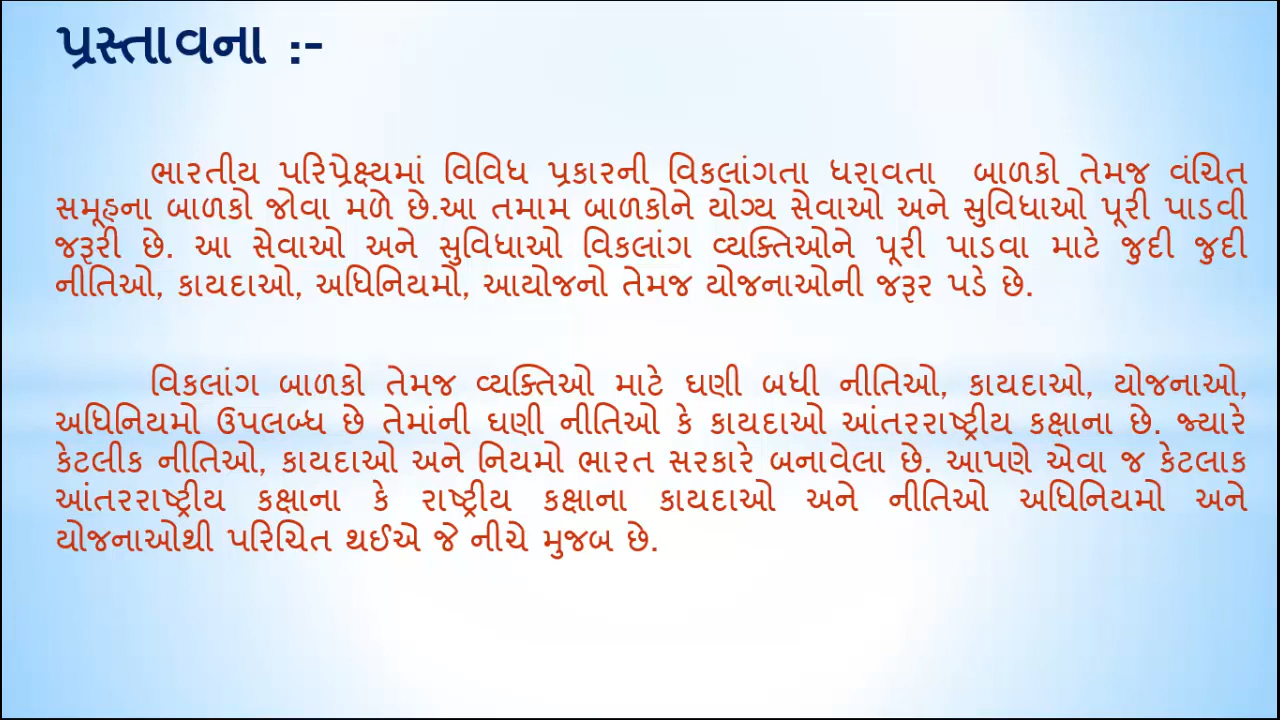 પ્રસ્તાવના :-
ભારતીય પરિપ્રેક્ષ્યમાં વિવિધ પ્રકારની વિકલાંગતા ધરાવતા બાળકો તેમજ વંચિત
સમૂહના બાળકો જોવા મળે છે.આ તમામ બાળકોને યોગ્ય સેવાઓ અને સુવિધાઓ પૂરી પાડવી
જરૂરી છે. આ સેવાઓ અને સુવિધાઓ વિકલાંગ વ્યક્તિઓને પૂરી પાડવા માટે જુદી જુદી
નીતિઓ, કાયદાઓ, અધિનિયમો, આયોજનો તેમજ યોજનાઓની જરૂર પડે છે.
વિકલાંગ બાળકો તેમજ વ્યક્તિઓ માટે ઘણી બધી નીતિઓ, કાયદાઓ, યોજનાઓ,
અધિનિયમો ઉપલબ્ધ છે તેમાંની ઘણી નીતિઓ કે કાયદાઓ આંતરરાષ્ટ્રીય કક્ષાના છે. જ્યારે
કેટલીક નીતિઓ, કાયદાઓ અને નિયમો ભારત સરકારે બનાવેલા છે. આપણે એવા જ કેટલાક
આંતરરાષ્ટ્રીય કક્ષાના કે રાષ્ટ્રીય કક્ષાના કાયદાઓ અને નીતિઓ અધિનિયમો અને
યોજનાઓથી પરિચિત થઈએ જે નીચે મુજબ છે.